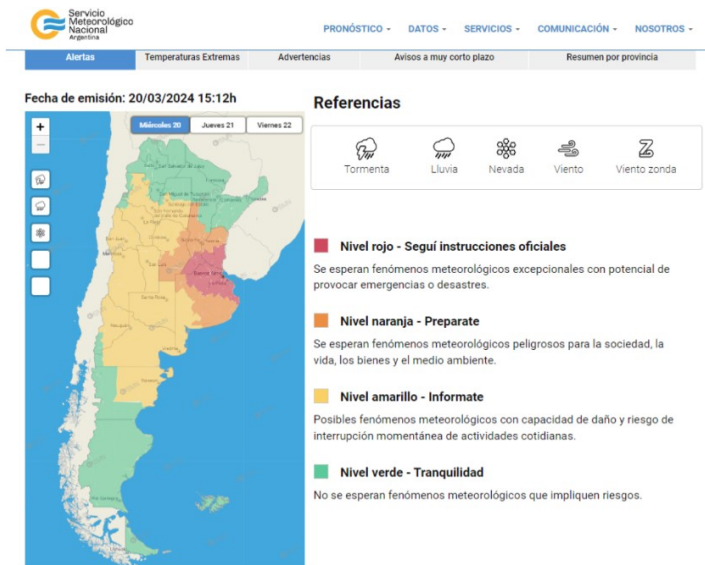 Servicio
Meteorológico
Nacional
Argentina
PRONÓSTICO
DATOS
SERVICIOS
COMUNICACIÓN
NOSOTROS
Alertas
Temperaturas Extremas
Advertencias
Avisos a muy corto plazo
Resumen por provincia
Fecha de emisión: 20/03/2024 15:12h
Referencias
+
Miércoles 20
Jueves 21
Viernes 22
Tormenta
Lluvia
Nevada
Viento
Viento zonda
Nivel rojo - Seguí instrucciones oficiales
Se esperan fenómenos meteorológicos excepcionales con potencial de
provocar emergencias o desastres.
Nivel naranja - Preparate
Se esperan fenómenos meteorológicos peligrosos para la sociedad, la
vida, los bienes y el medio ambiente.
Nivel amarillo - Informate
Posibles fenómenos meteorológicos con capacidad de daño y riesgo de
interrupción momentánea de actividades cotidianas.
Nivel verde - Tranquilidad
No se esperan fenómenos meteorológicos que impliquen riesgos.